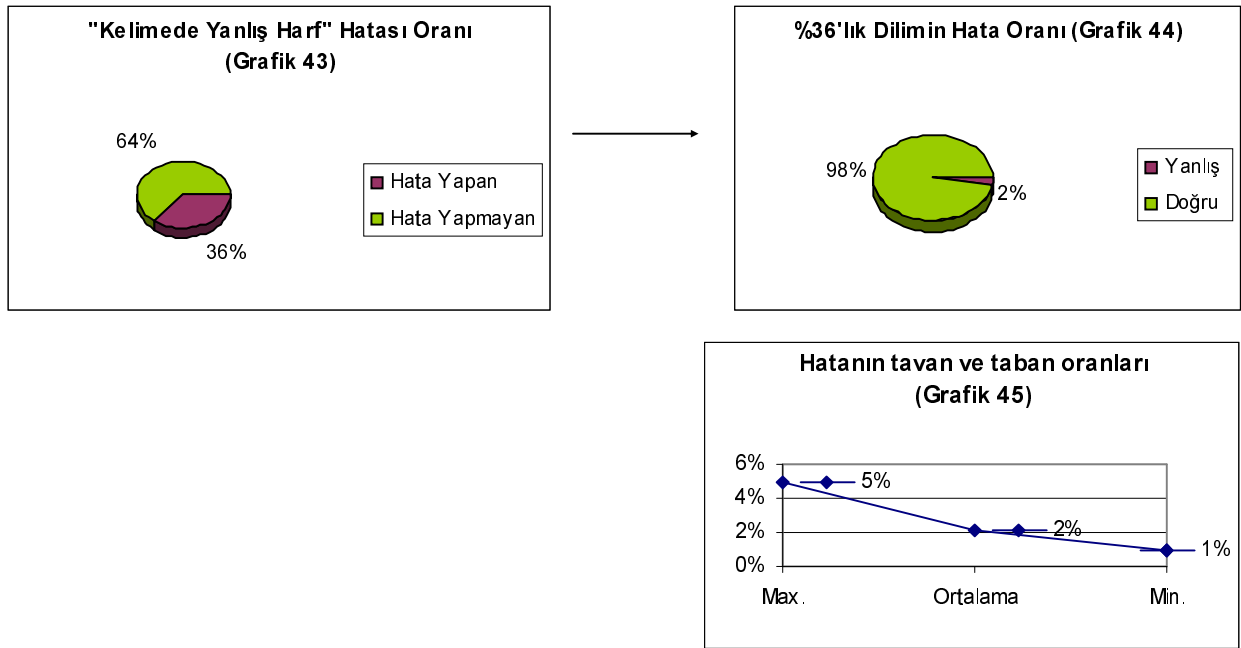 "Kelimede Yanlış Harf" Hatası Oranı
(Grafik 43)
64%
36%
Hata Yapan
Hata Yapmayan
%36'lık Dilimin Hata Oranı (Grafik 44)
98%
2%
Yanlış
Doğru
Hatanın tavan ve taban oranları
(Grafik 45)
6%
4%
2%
0%
5%
2%
1%
Max.
Ortalama
Min.